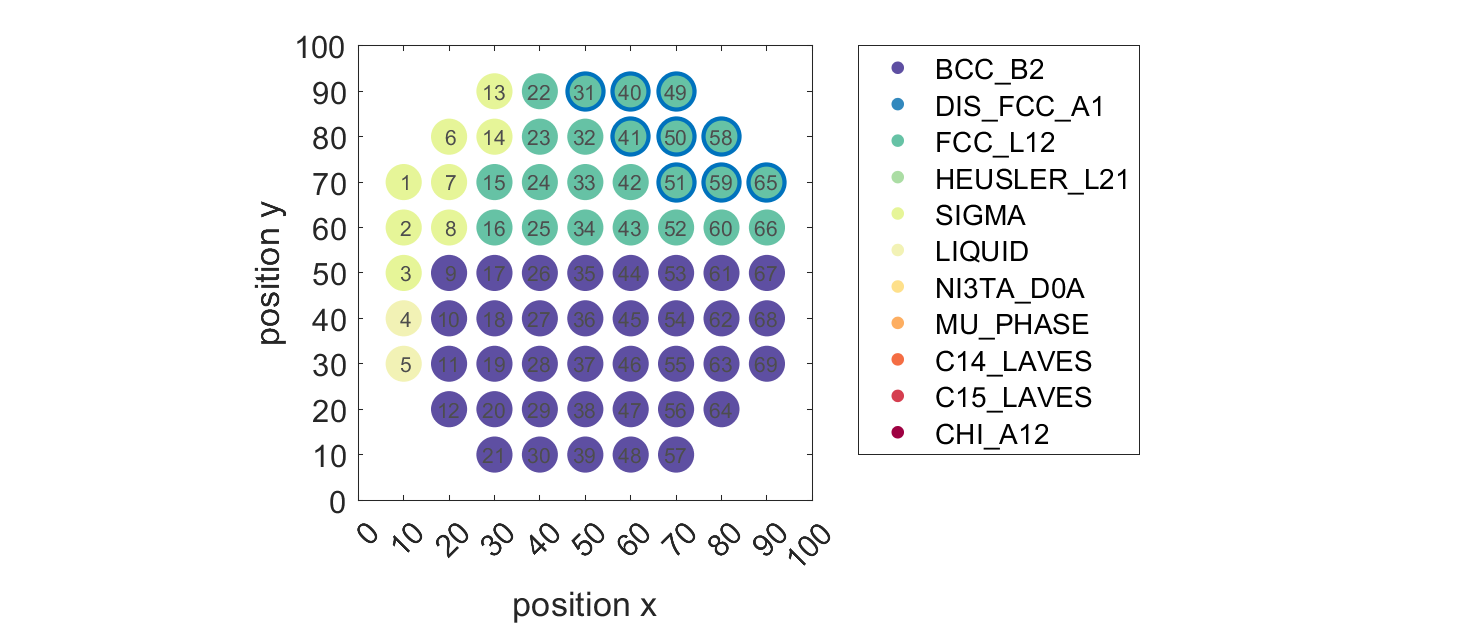 100
90
80
70
60
50
40
30
20
10
0
position y
13 22 31 40 49
6 14 23 32 41 50 58
1 7 15 24 33 42 51 59 65
2 8 16 25 34 43 52 60 66
3 9 17 26 35 44 53 61 67
4 10 18 27 36 45 54 62 68
5 11 19 28 37 46 55 63 69
12 20 29 38 47 56 64
21 30 39 48 57
0 10 20 30 40 50 60 70 80 90 100
position x
BCC_B2
DIS_FCC_A1
FCC_L12
HEUSLER_L21
SIGMA
LIQUID
NI3TA_D0A
MU_PHASE
C14_LAVES
C15_LAVES
CHI_A12